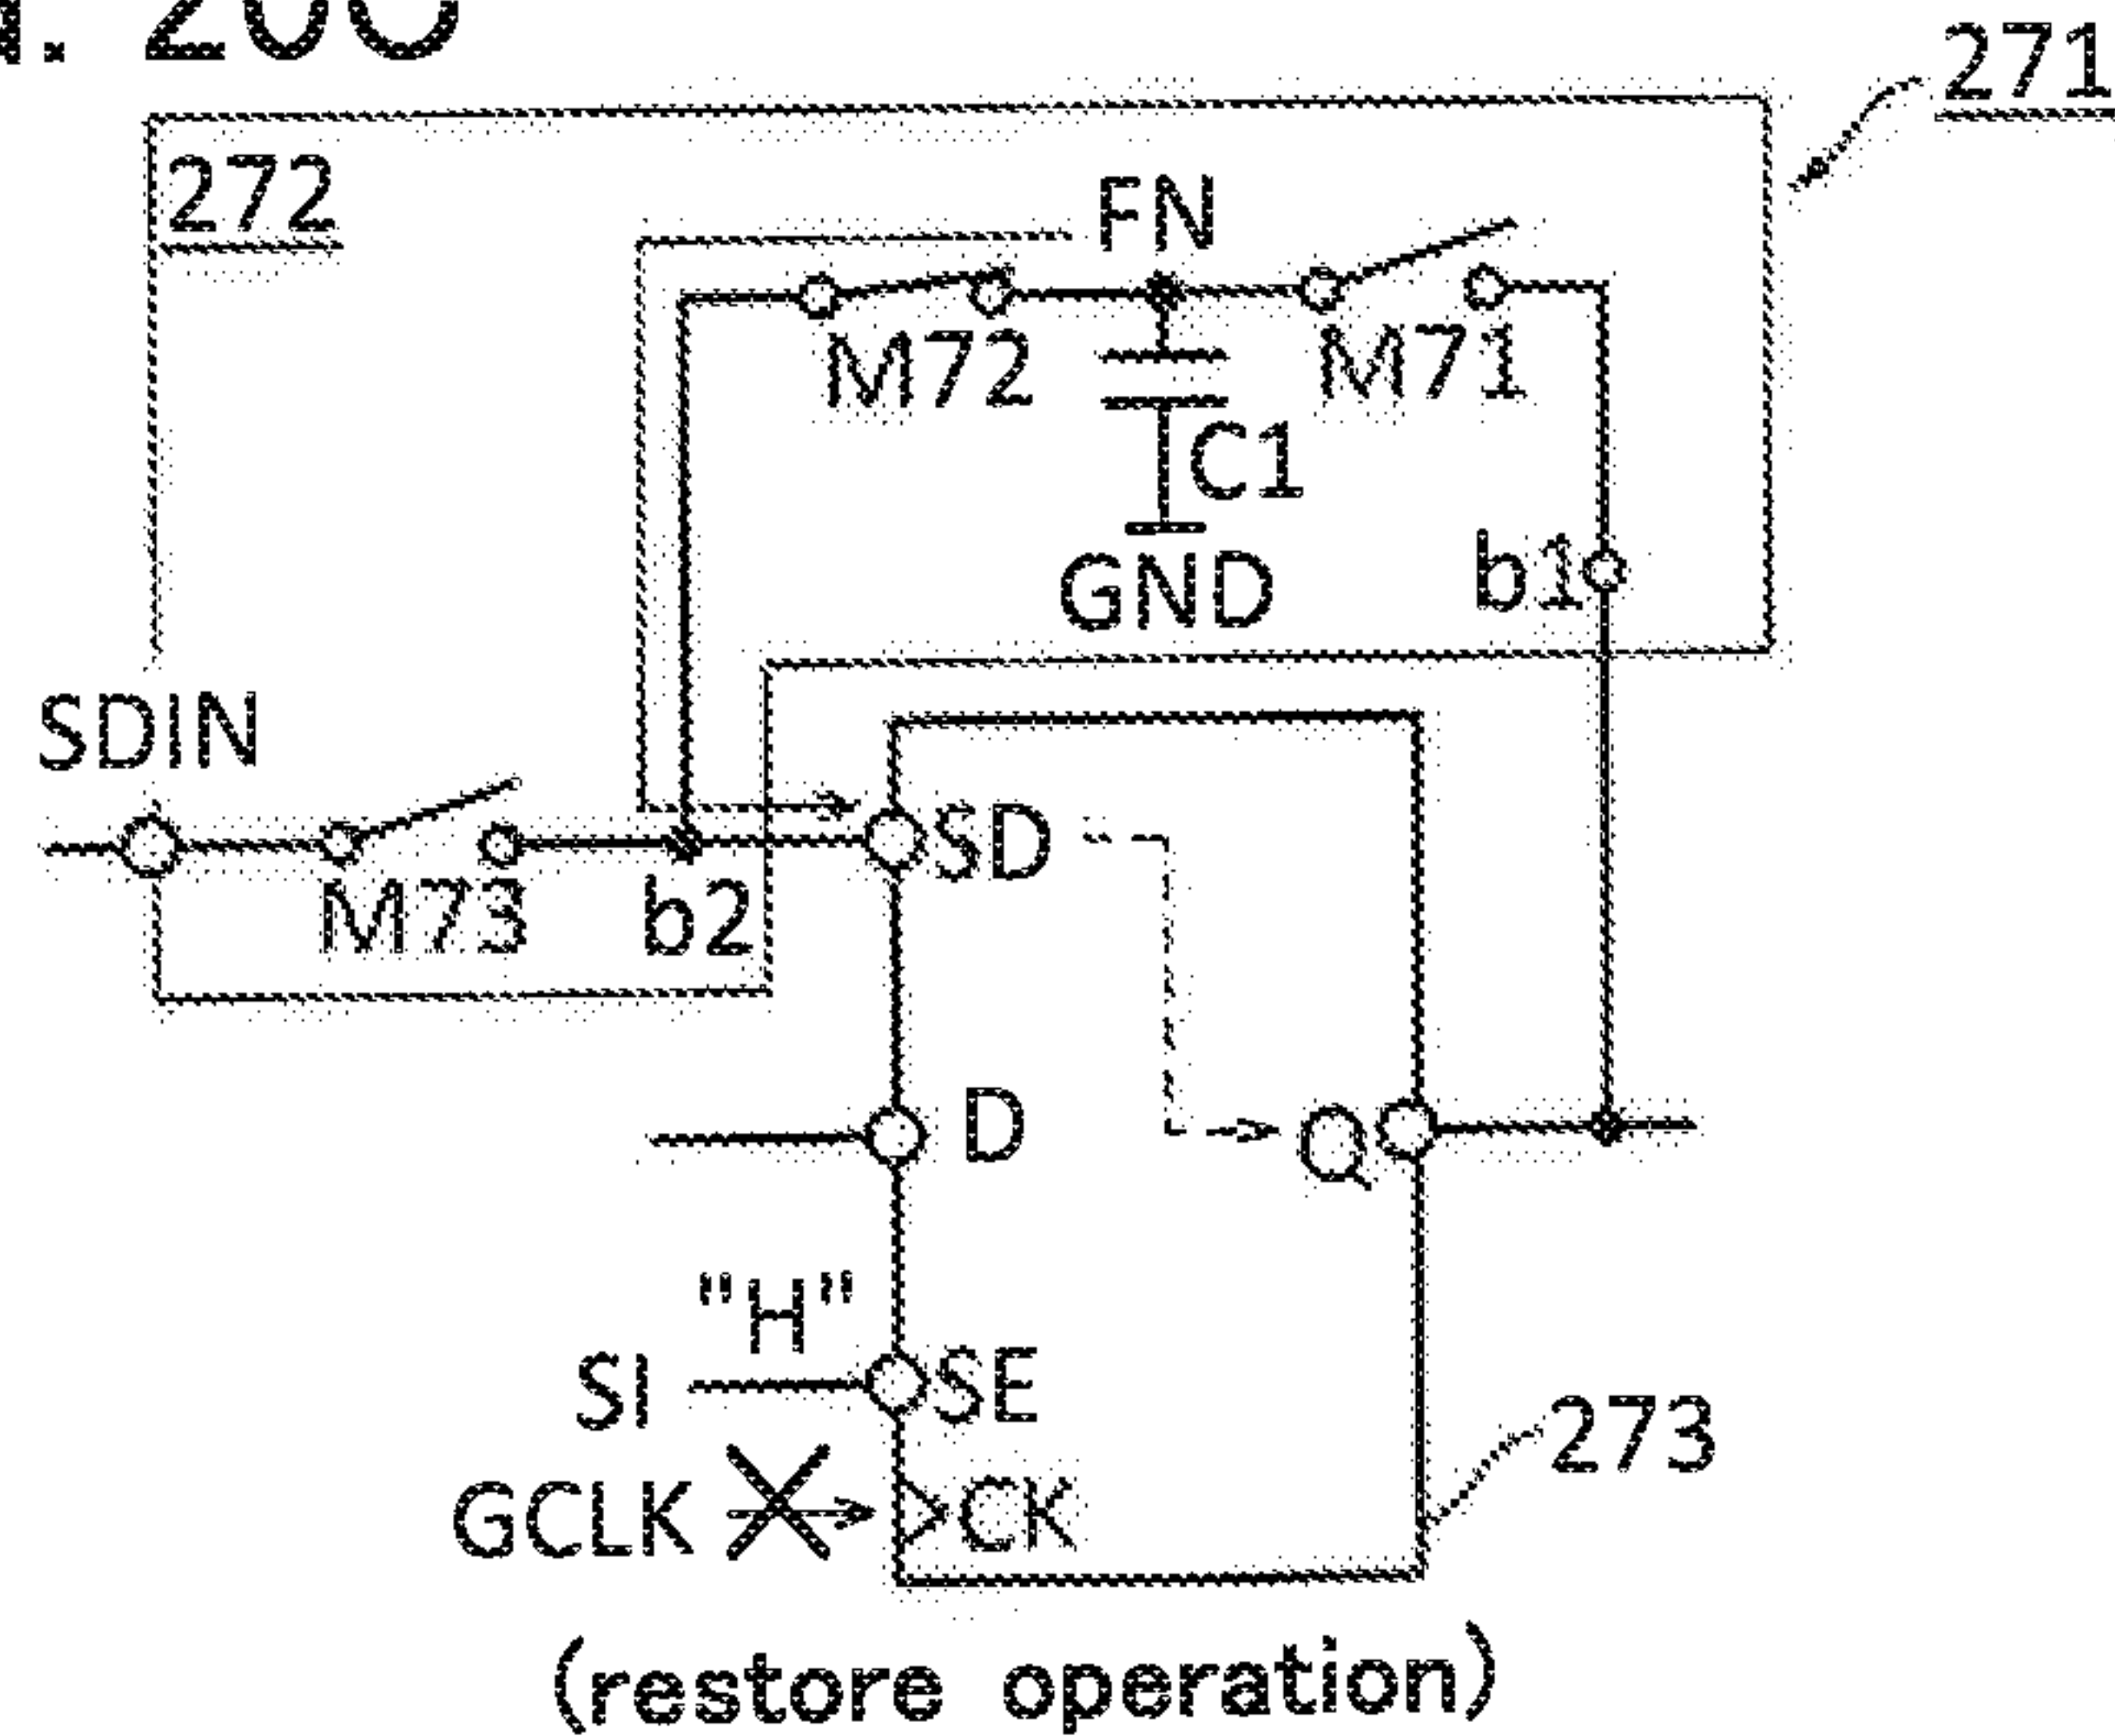 271
272
FN
M72
M71
C1
GND
b1
SDIN
SD
M73
b2
D
Q
"H"
SI
SE
273
GCLK
CK
(restore operation)